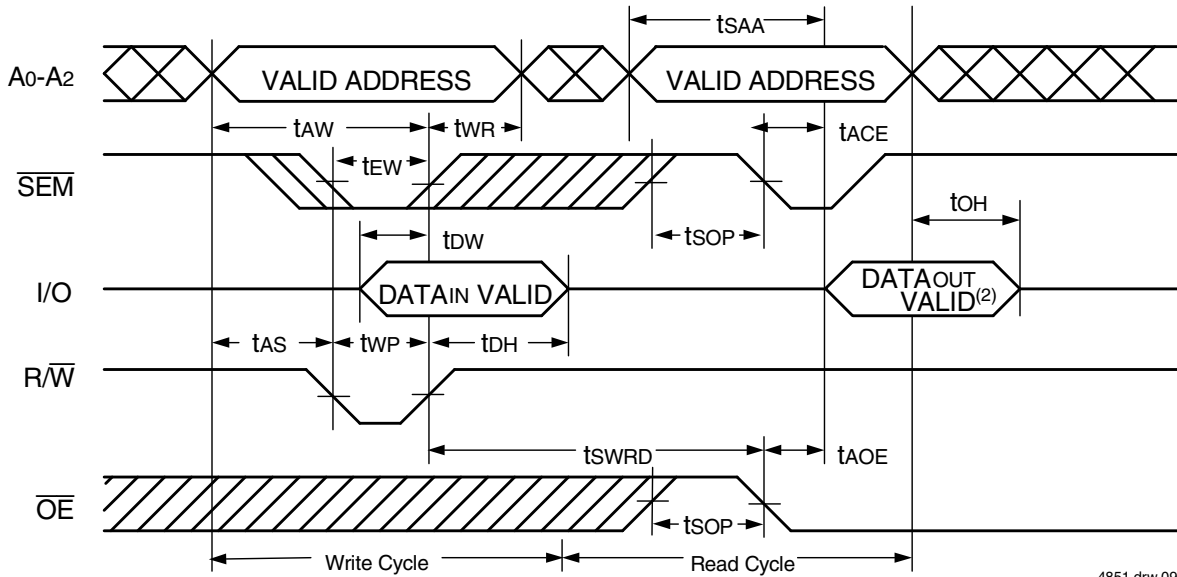 tSAA
A0-A2
VALID ADDRESS
VALID ADDRESS
tAW
tWR
tACE
tEW
SEM
tOH
tSOP
tDW
I/O
DATAIN VALID
DATAOUT
VALID(2)
tAS
tWP
tDH
R/W
tSWRD
tAOE
OE
tSOP
Write Cycle
Read Cycle
4851 drw 09